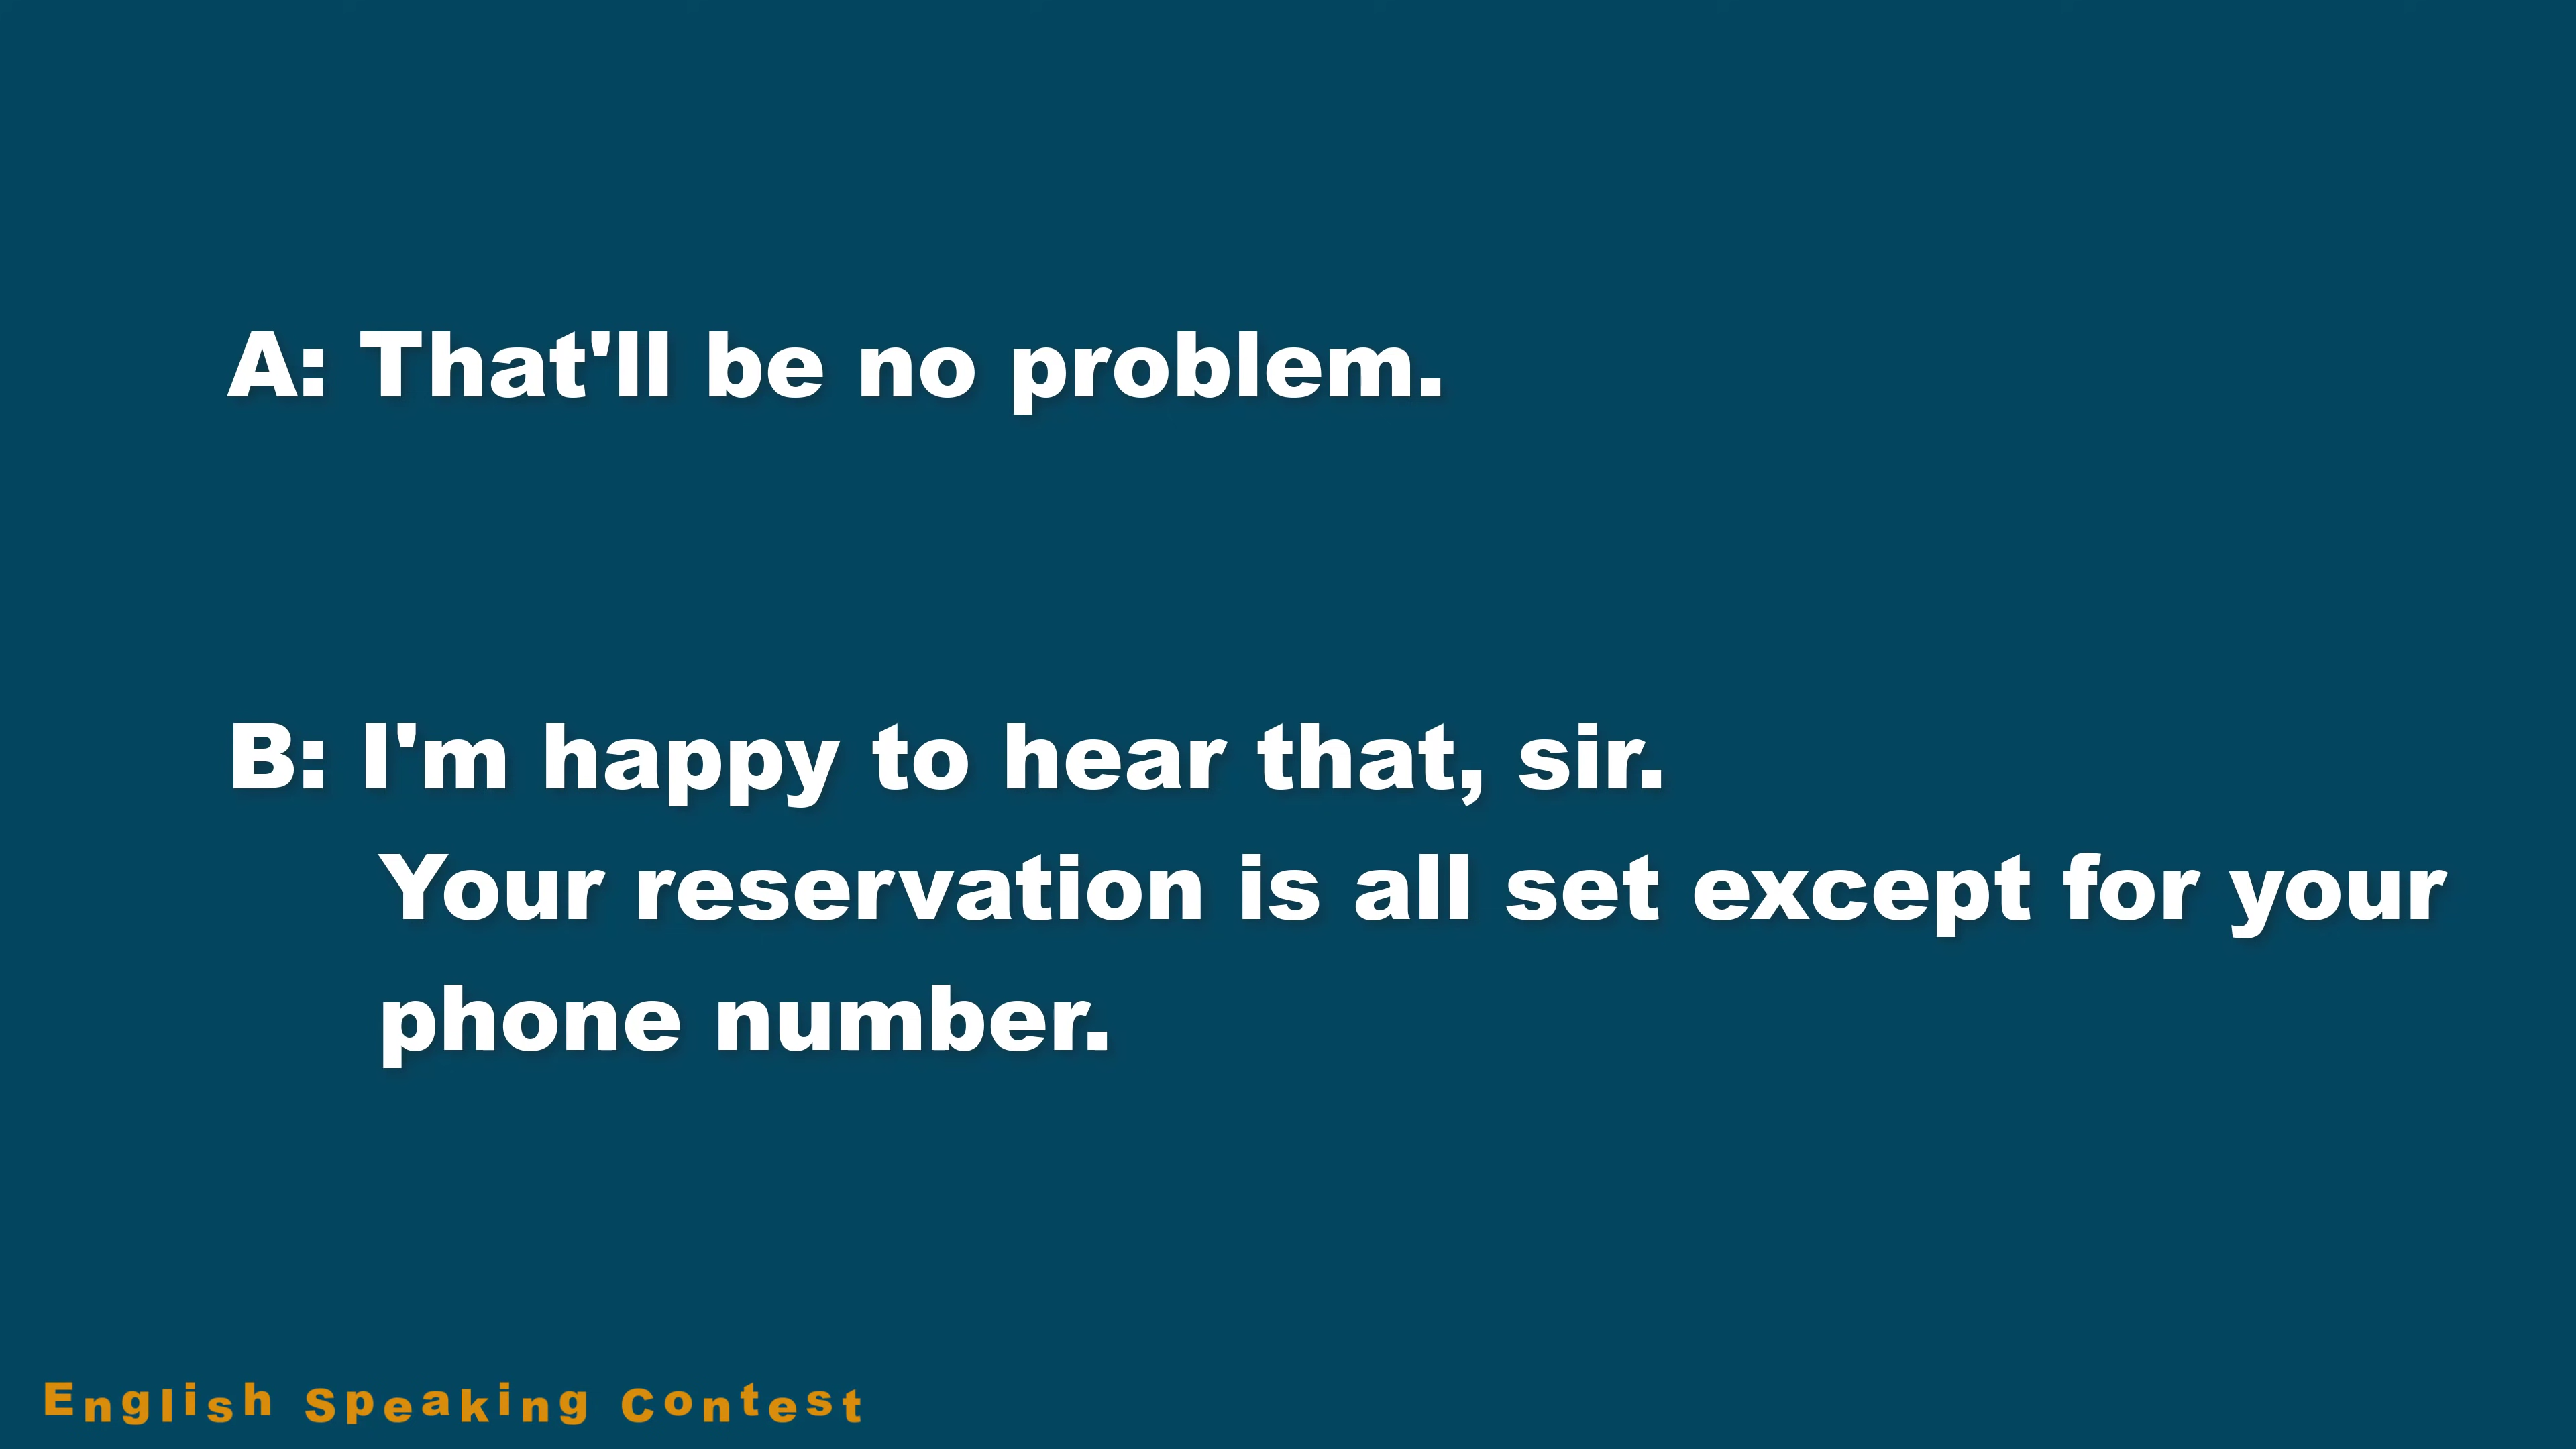 A: That'll be no problem.
B: I'm happy to hear that, sir.
Your reservation is all set except for your
phone number.
English Speaking Contest